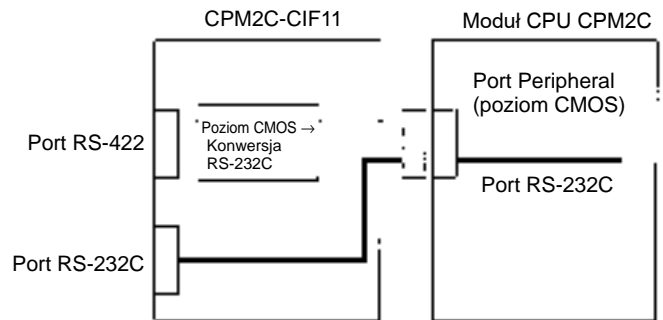 CPM2C-CIF11
Moduł CPU CPM2C
Port Peripheral
(poziom CMOS)
Port RS-422
Poziom CMOS →
Konwersja
RS-232C
Port RS-232C
Port RS-232C